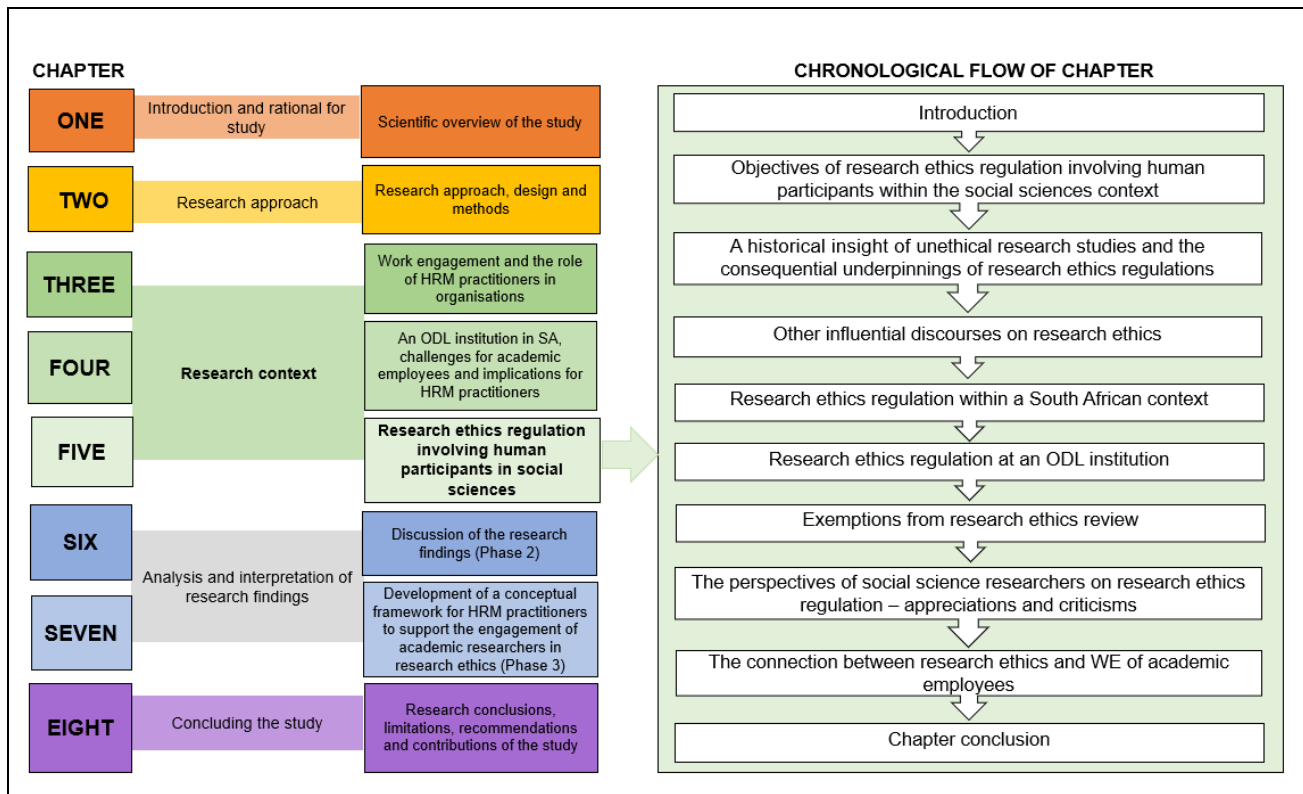 CHAPTER
ONE
Introduction and rational for
study
Scientific overview of the study
TWO
Research approach
Research approach, design and
methods
THREE
Work engagement and the role
of HRM practitioners in
organisations
FOUR
Research context
An ODL institution in SA,
challenges for academic
employees and implications for
HRM practitioners
FIVE
Research ethics regulation
involving human
participants in social
sciences
SIX
Analysis and interpretation of
research findings
Discussion of the research
findings (Phase 2)
SEVEN
Development of a conceptual
framework for HRM practitioners
to support the engagement of
academic researchers in
research ethics (Phase 3)
EIGHT
Concluding the study
Research conclusions,
limitations, recommendations
and contributions of the study
CHRONOLOGICAL FLOW OF CHAPTER
Introduction
Objectives of research ethics regulation involving human
participants within the social sciences context
A historical insight of unethical research studies and the
consequential underpinnings of research ethics regulations
Other influential discourses on research ethics
Research ethics regulation within a South African context
Research ethics regulation at an ODL institution
Exemptions from research ethics review
The perspectives of social science researchers on research ethics
regulation – appreciations and criticisms
The connection between research ethics and WE of academic
employees
Chapter conclusion